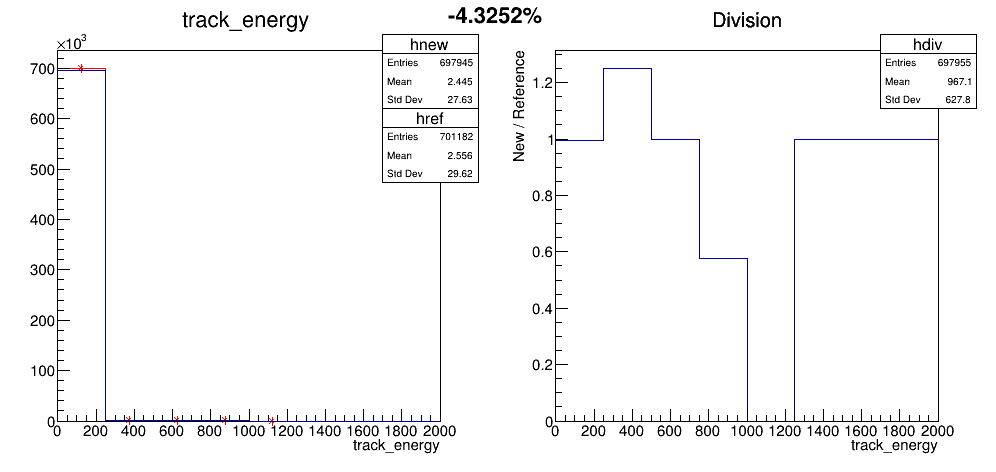 -4.3252%
track_energy
×10³
700
600
500
400
300
200
100
0
0 200 400 600 800 1000 1200 1400 1600 1800 2000
track_energy
hnew
Entries 697945
Mean 2.445
Std Dev 27.63
href
Entries 701182
Mean 2.556
Std Dev 29.62
Division
New / Reference
1.2
1
0.8
0.6
0.4
0.2
0
0 200 400 600 800 1000 1200 1400 1600 1800 2000
track_energy
hdiv
Entries 697955
Mean 967.1
Std Dev 627.8